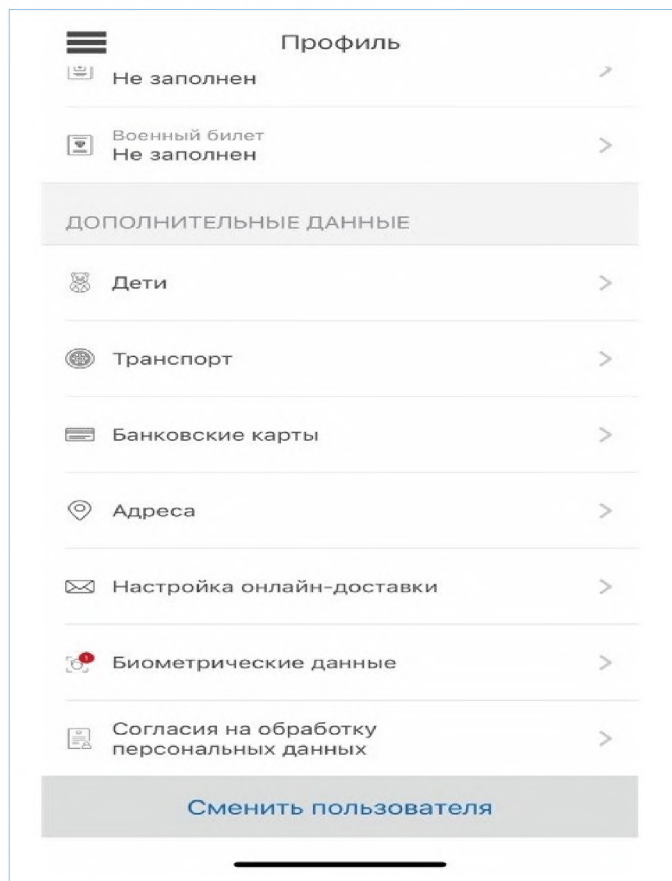 Профиль
Не заполнен
Военный билет
Не заполнен
ДОПОЛНИТЕЛЬНЫЕ ДАННЫЕ
Дети
Транспорт
Банковские карты
Адреса
Настройка онлайн-доставки
Биометрические данные
Согласия на обработку
персональных данных
Сменить пользователя